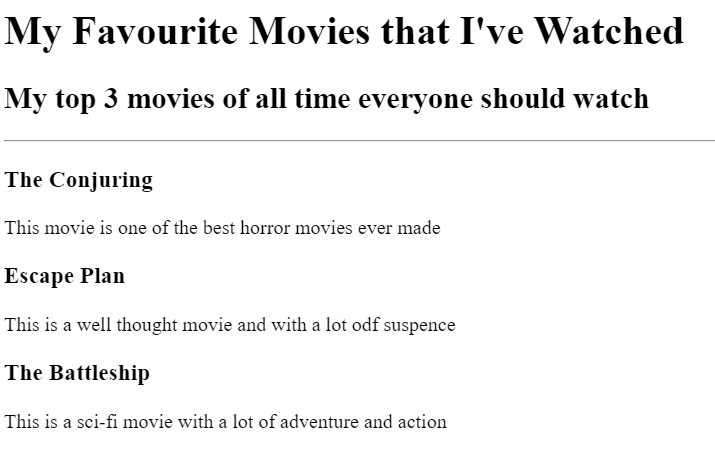 My Favourite Movies that I've Watched
My top 3 movies of all time everyone should watch
The Conjuring
This movie is one of the best horror movies ever made
Escape Plan
This is a well thought movie and with a lot odf suspence
The Battleship
This is a sci-fi movie with a lot of adventure and action